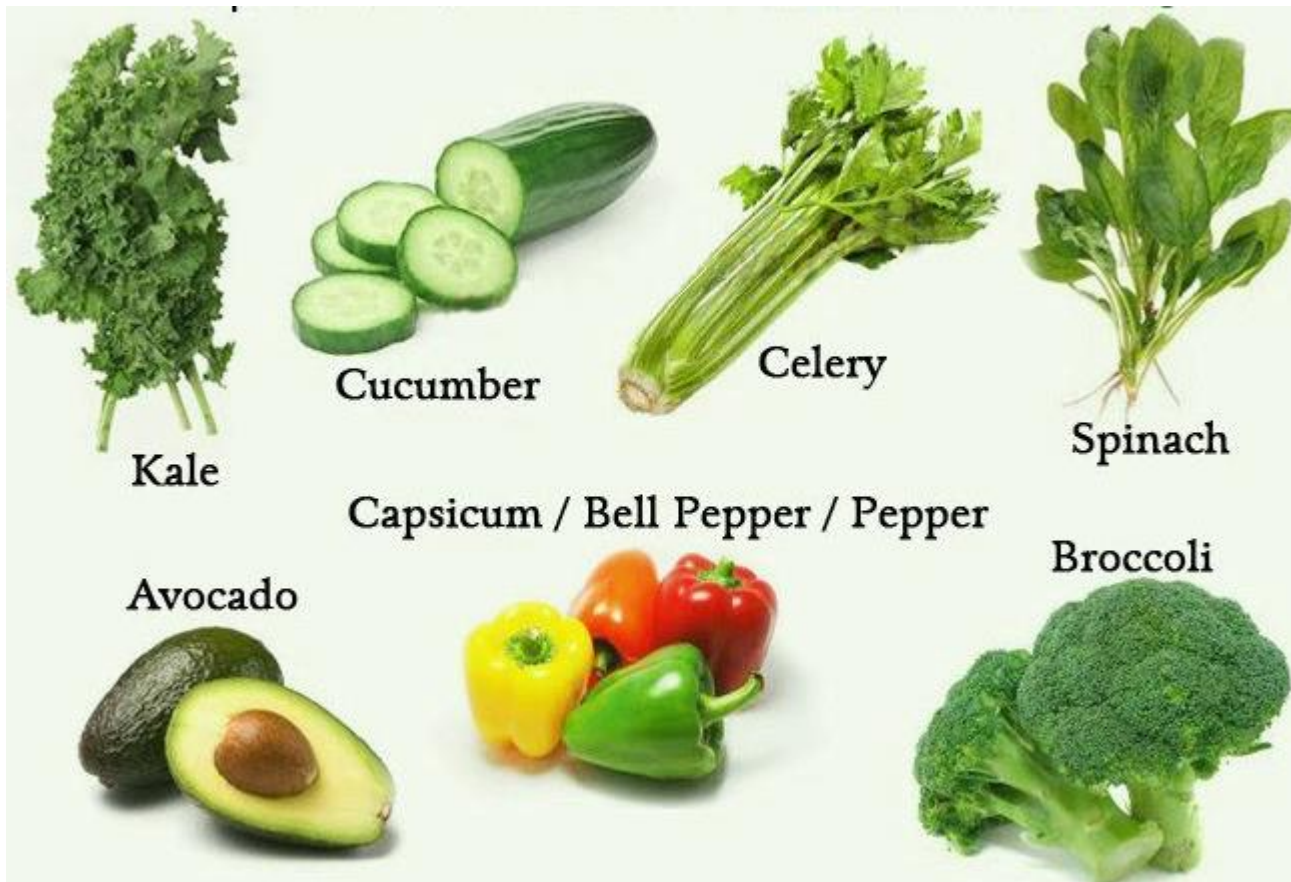 Cucumber
Celery
Spinach
Kale
Capsicum / Bell Pepper / Pepper
Broccoli
Avocado